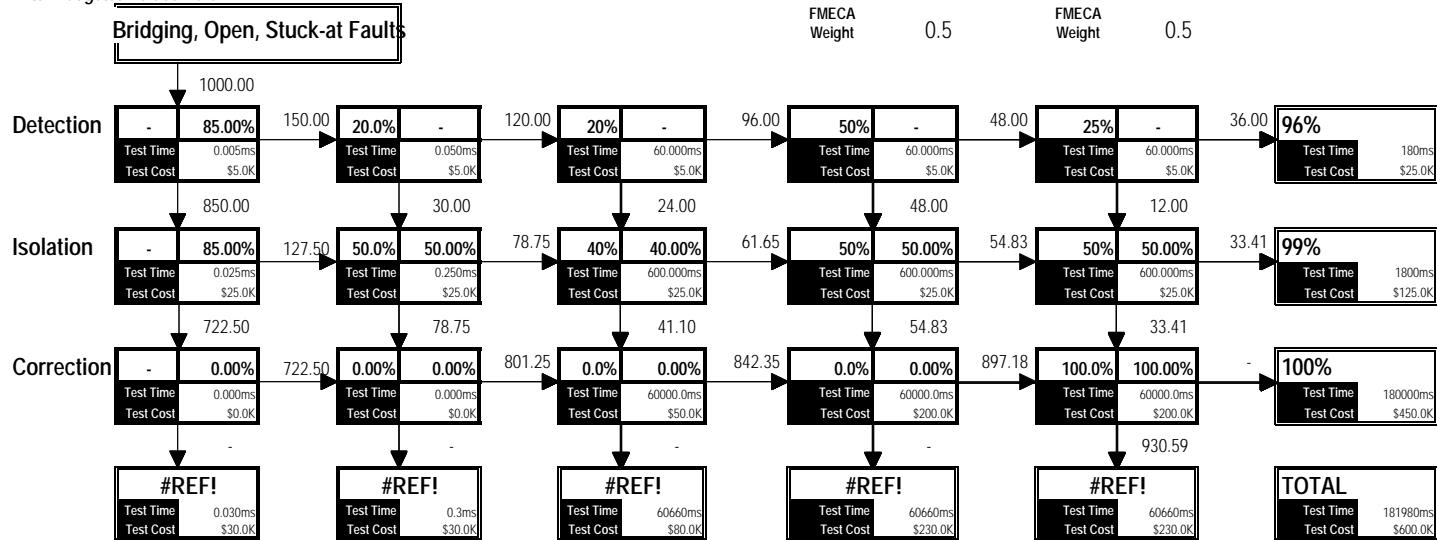 Bridging, Open, Stuck-at Faults
FMECA Weight 0.5
FMECA Weight 0.5
1000.00
Detection
- 85.00% 150.00 20.0% - 120.00 20% - 96.00 50% - 48.00 25% - 36.00 96%
Test Time 0.005ms Test Time 0.050ms Test Time 60.000ms Test Time 60.000ms Test Time 60.000ms Test Time 180ms
Test Cost $5.0K Test Cost $5.0K Test Cost $5.0K Test Cost $5.0K Test Cost $5.0K Test Cost $25.0K
850.00 30.00 24.00 48.00 12.00
Isolation
- 85.00% 127.50 50.0% 50.00% 78.75 40% 40.00% 61.65 50% 50.00% 54.83 50% 50.00% 33.41 99%
Test Time 0.025ms Test Time 0.250ms Test Time 600.000ms Test Time 600.000ms Test Time 600.000ms Test Time 1800ms
Test Cost $25.0K Test Cost $25.0K Test Cost $25.0K Test Cost $25.0K Test Cost $25.0K Test Cost $125.0K
722.50 78.75 41.10 54.83 33.41
Correction
- 0.00% 722.50 0.00% 0.00% 801.25 0.0% 0.00% 842.35 0.0% 0.00% 897.18 100.0% 100.00% - 100%
Test Time 0.000ms Test Time 0.000ms Test Time 60000.0ms Test Time 60000.0ms Test Time 60000.0ms Test Time 180000ms
Test Cost $0.0K Test Cost $0.0K Test Cost $50.0K Test Cost $200.0K Test Cost $200.0K Test Cost $450.0K
- - - - 930.59
#REF! #REF! #REF! #REF! #REF! TOTAL
Test Time 0.030ms Test Time 0.3ms Test Time 60660ms Test Time 60660ms Test Time 60660ms Test Time 181980ms
Test Cost $30.0K Test Cost $30.0K Test Cost $80.0K Test Cost $230.0K Test Cost $230.0K Test Cost $600.0K